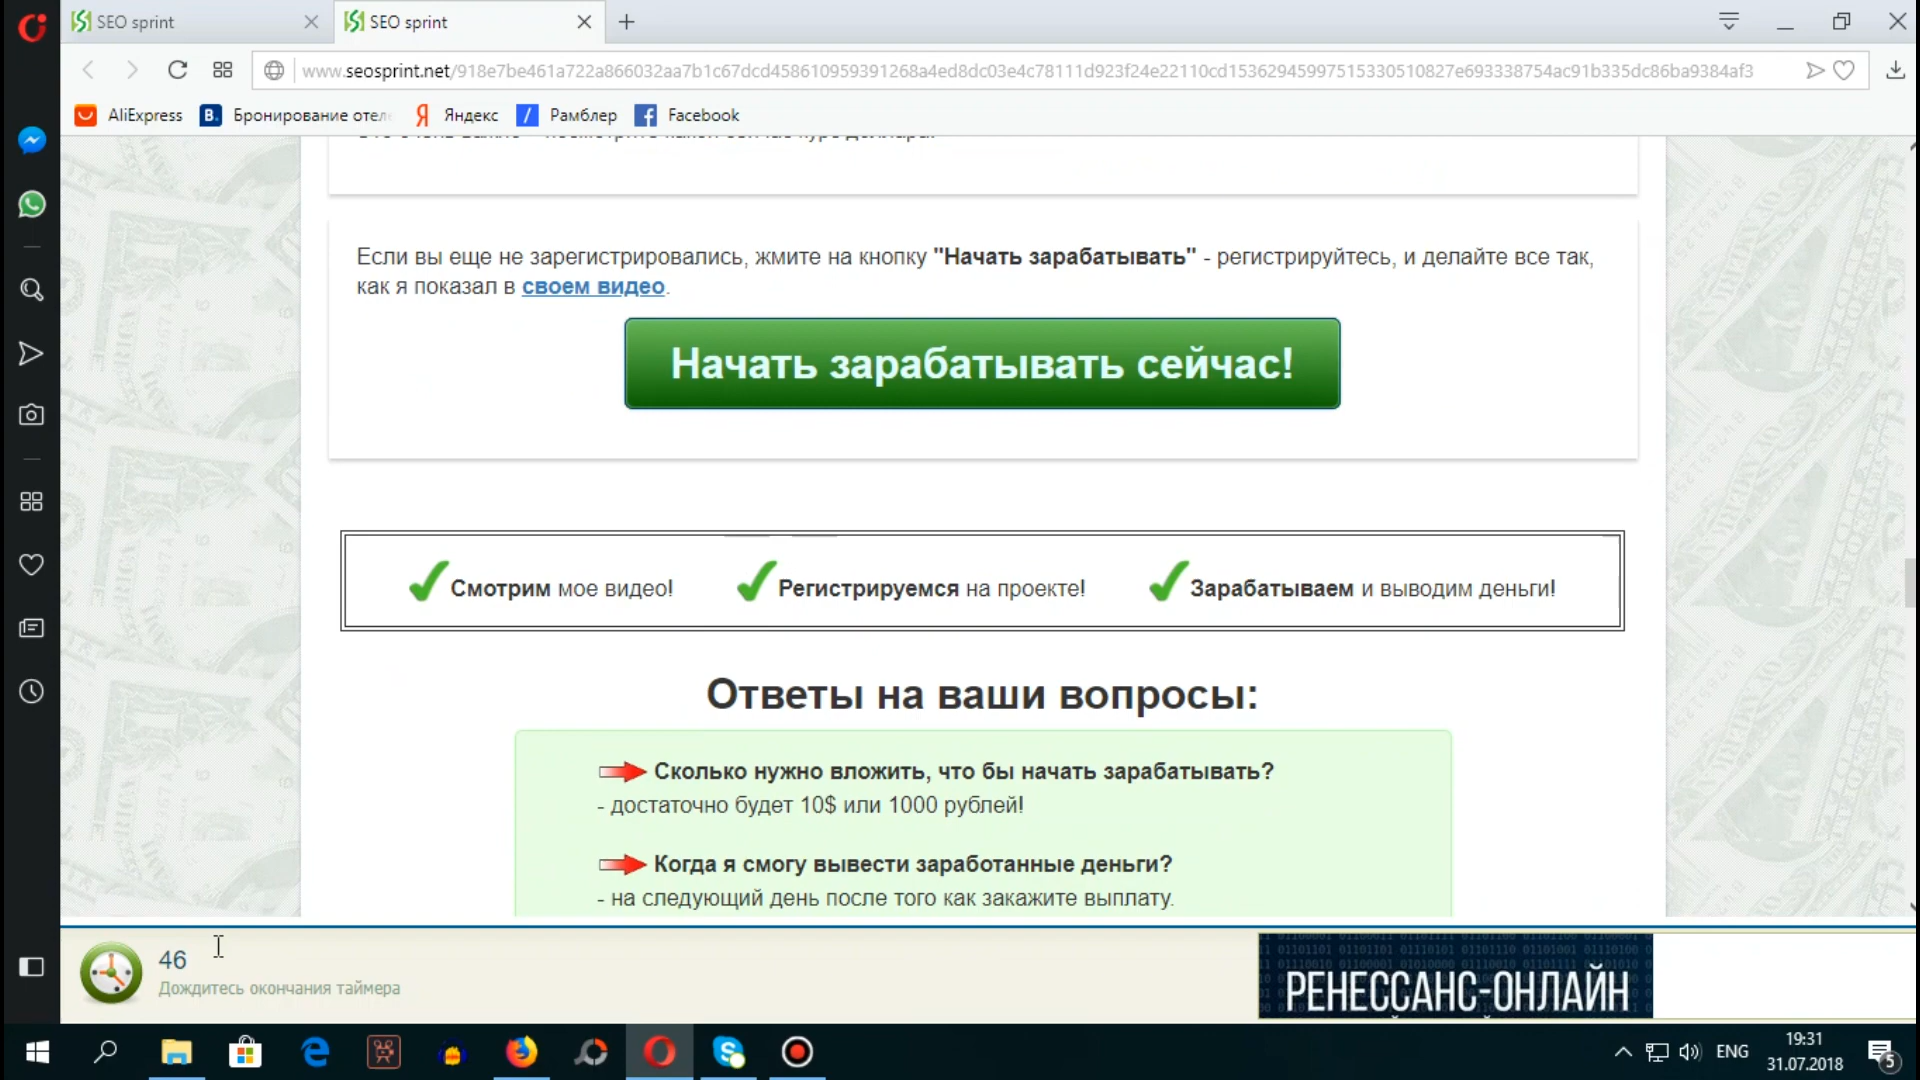 SEO sprint
SEO sprint
www.seosprint.net/918e7be461a722a866032aa7b1c67dcd458610959391268a4ed8dc03e4c78111d923f24e22110cd15362945997515330510827e693338754ac91b335dc86ba9384af3
AliExpress
Бронирование отел
Яндекс
Рамблер
Facebook
Если вы еще не зарегистрировались, жмите на кнопку "Начать зарабатывать" - регистрируйтесь, и делайте все так,
как я показал в своем видео.
Начать зарабатывать сейчас!
Смотрим мое видео!
Регистрируемся на проекте!
Зарабатываем и выводим деньги!
Ответы на ваши вопросы:
Сколько нужно вложить, что бы начать зарабатывать?
- достаточно будет 10$ или 1000 рублей!
Когда я смогу вывести заработанные деньги?
- на следующий день после того как закажите выплату.
46
Дождитесь окончания таймера
РЕНЕССАНС-ОНЛАЙН
ENG
19:31
31.07.2018
5